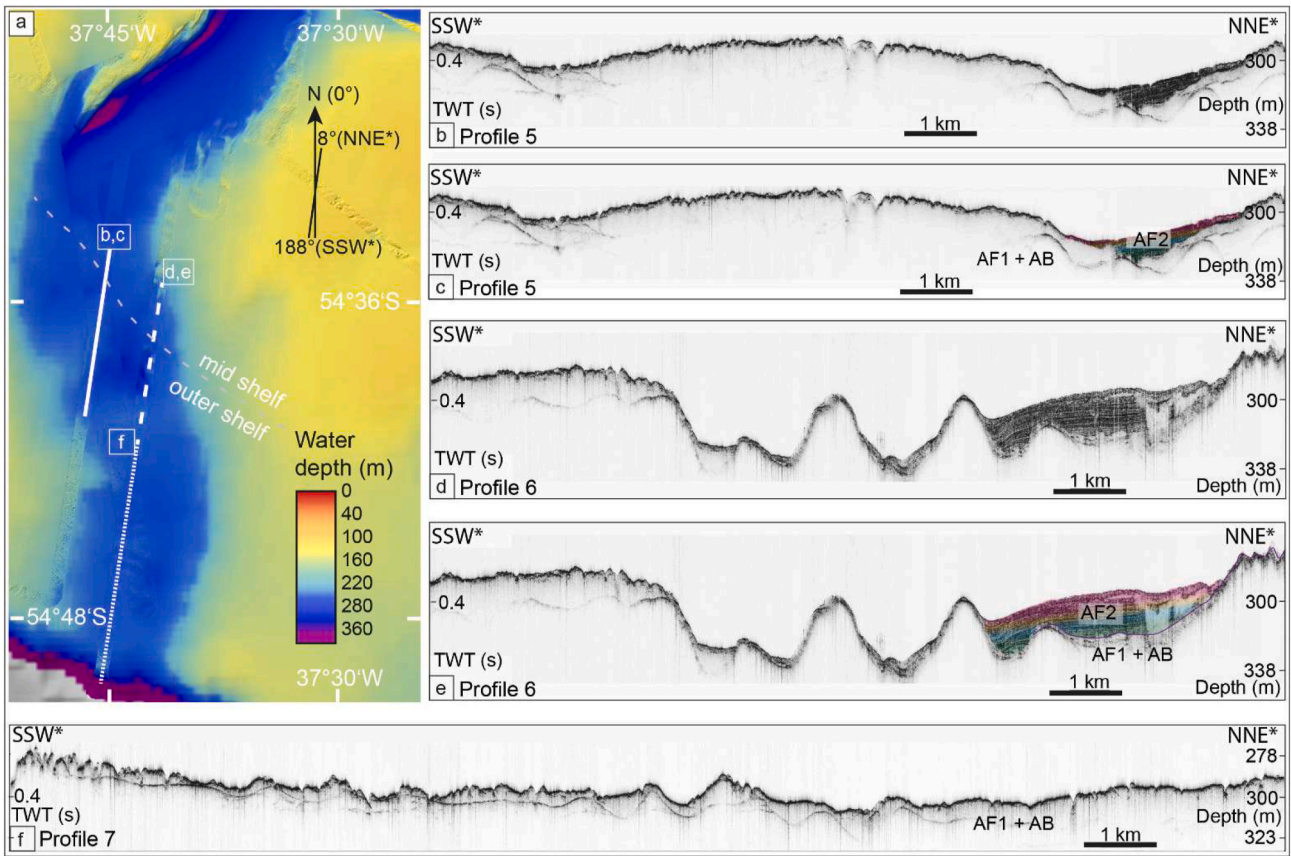 a
37°45'W
37°30'W
N (0°)
8°(NNE*)
188°(SSW*)
b,c
d,e
54°36'S
mid shelf
outer shelf
f
Water
depth (m)
0
40
100
160
220
280
360
54°48'S
37°30'W
SSW*
NNE*
0.4
300
TWT (s)
Depth (m)
1 km
338
b Profile 5
SSW*
NNE*
0.4
300
AF2
AF1 + AB
TWT (s)
Depth (m)
1 km
338
c Profile 5
SSW*
NNE*
0.4
300
TWT (s)
338
1 km
Depth (m)
d Profile 6
SSW*
NNE*
0.4
300
AF2
AF1 + AB
TWT (s)
338
1 km
Depth (m)
e Profile 6
SSW*
NNE*
278
0.4
300
TWT (s)
Depth (m)
AF1 + AB
1 km
323
f Profile 7